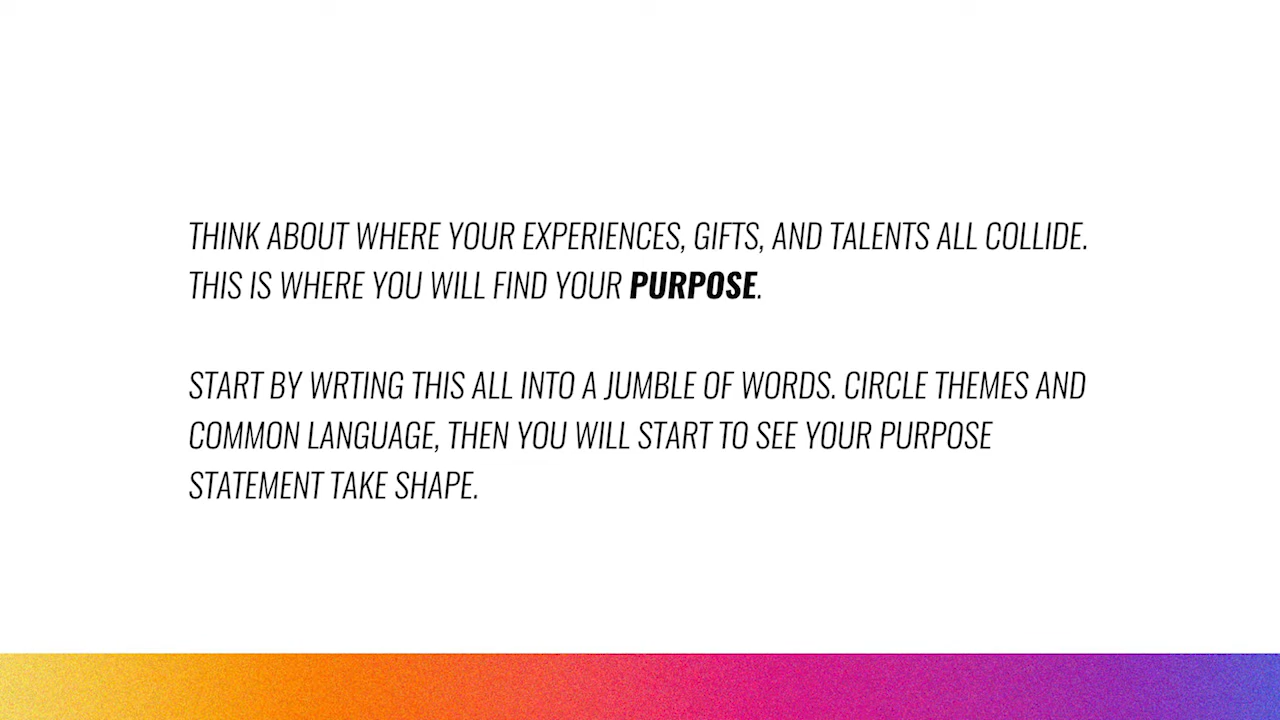 THINK ABOUT WHERE YOUR EXPERIENCES, GIFTS, AND TALENTS ALL COLLIDE.
THIS IS WHERE YOU WILL FIND YOUR PURPOSE.
START BY WRTING THIS ALL INTO A JUMBLE OF WORDS. CIRCLE THEMES AND
COMMON LANGUAGE, THEN YOU WILL START TO SEE YOUR PURPOSE
STATEMENT TAKE SHAPE.